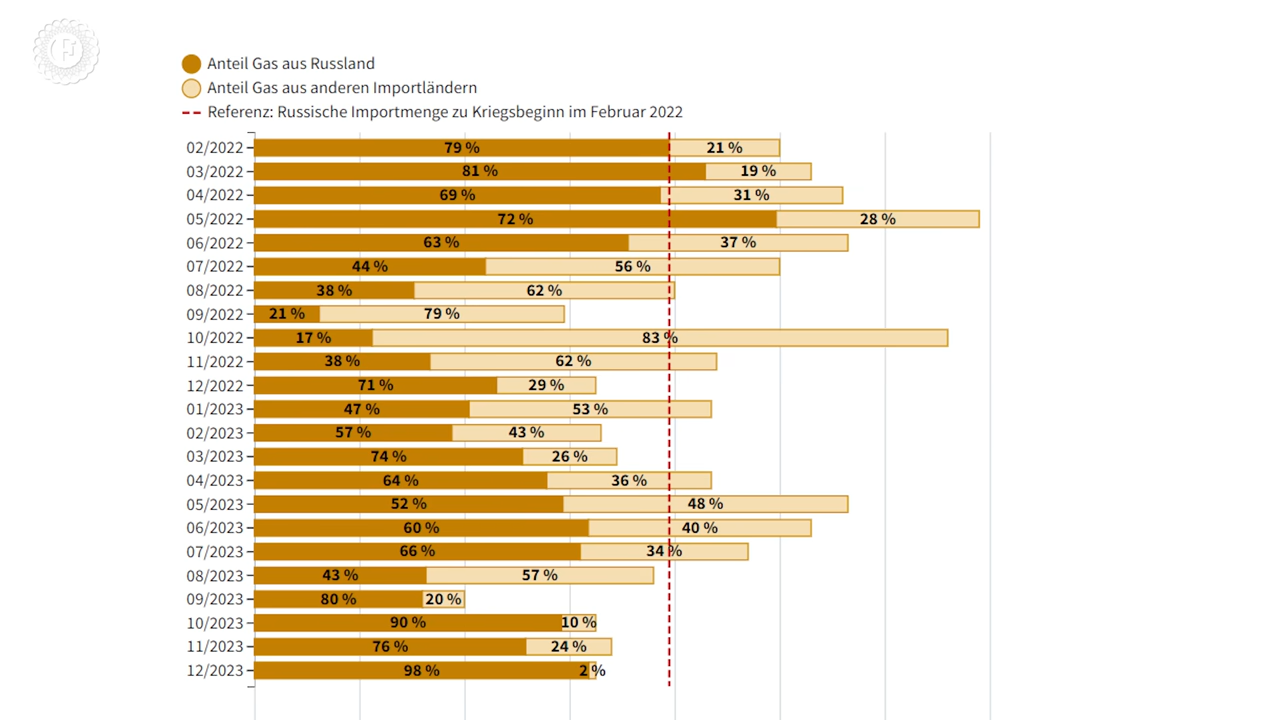 Anteil Gas aus Russland
Anteil Gas aus anderen Importländern
Referenz: Russische Importmenge zu Kriegsbeginn im Februar 2022
02/2022 79 % 21 %
03/2022 81 % 19 %
04/2022 69 % 31 %
05/2022 72 % 28 %
06/2022 63 % 37 %
07/2022 44 % 56 %
08/2022 38 % 62 %
09/2022 21 % 79 %
10/2022 17 % 83 %
11/2022 38 % 62 %
12/2022 71 % 29 %
01/2023 47 % 53 %
02/2023 57 % 43 %
03/2023 74 % 26 %
04/2023 64 % 36 %
05/2023 52 % 48 %
06/2023 60 % 40 %
07/2023 66 % 34 %
08/2023 43 % 57 %
09/2023 80 % 20 %
10/2023 90 % 10 %
11/2023 76 % 24 %
12/2023 98 % 2 %